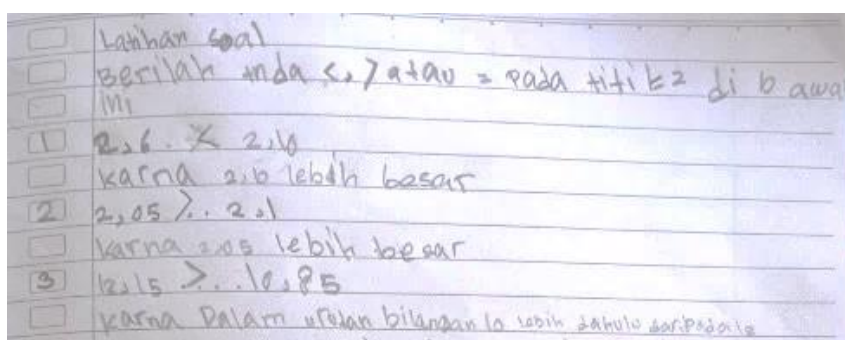 Latihan soal
Berilah tnda <, > atau = pada titik2 di bawa
ini
1 2,6 . < 2,10
karna 2,10 lebih besar
2 2,05 > .. 2,1
karna 2,05 lebih besar
3 12,15 > ... 10,85
karna Dalam urutan bilangan 10 lebih dahulu daripada 12